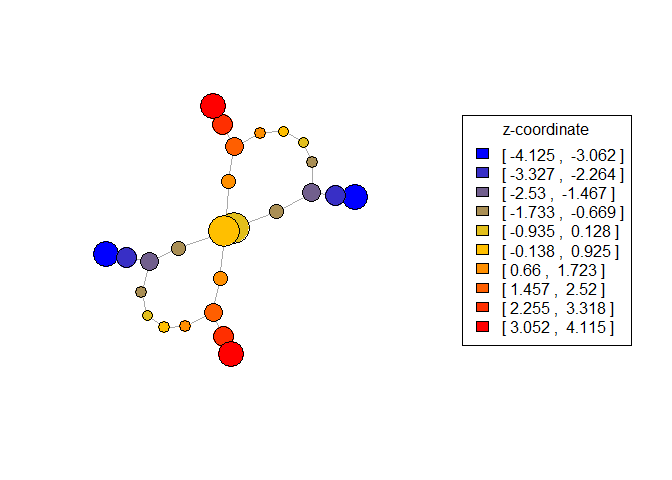 z-coordinate
[ -4.125 , -3.062 ]
[ -3.327 , -2.264 ]
[ -2.53 , -1.467 ]
[ -1.733 , -0.669 ]
[ -0.935 , 0.128 ]
[ -0.138 , 0.925 ]
[ 0.66 , 1.723 ]
[ 1.457 , 2.52 ]
[ 2.255 , 3.318 ]
[ 3.052 , 4.115 ]